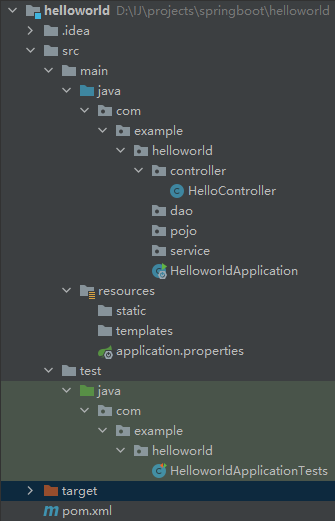 helloworld D:\IJ\projects\springboot\helloworld
.idea
src
main
java
com
example
helloworld
controller
HelloController
dao
pojo
service
HelloworldApplication
resources
static
templates
application.properties
test
java
com
example
helloworld
HelloworldApplicationTests
target
pom.xml